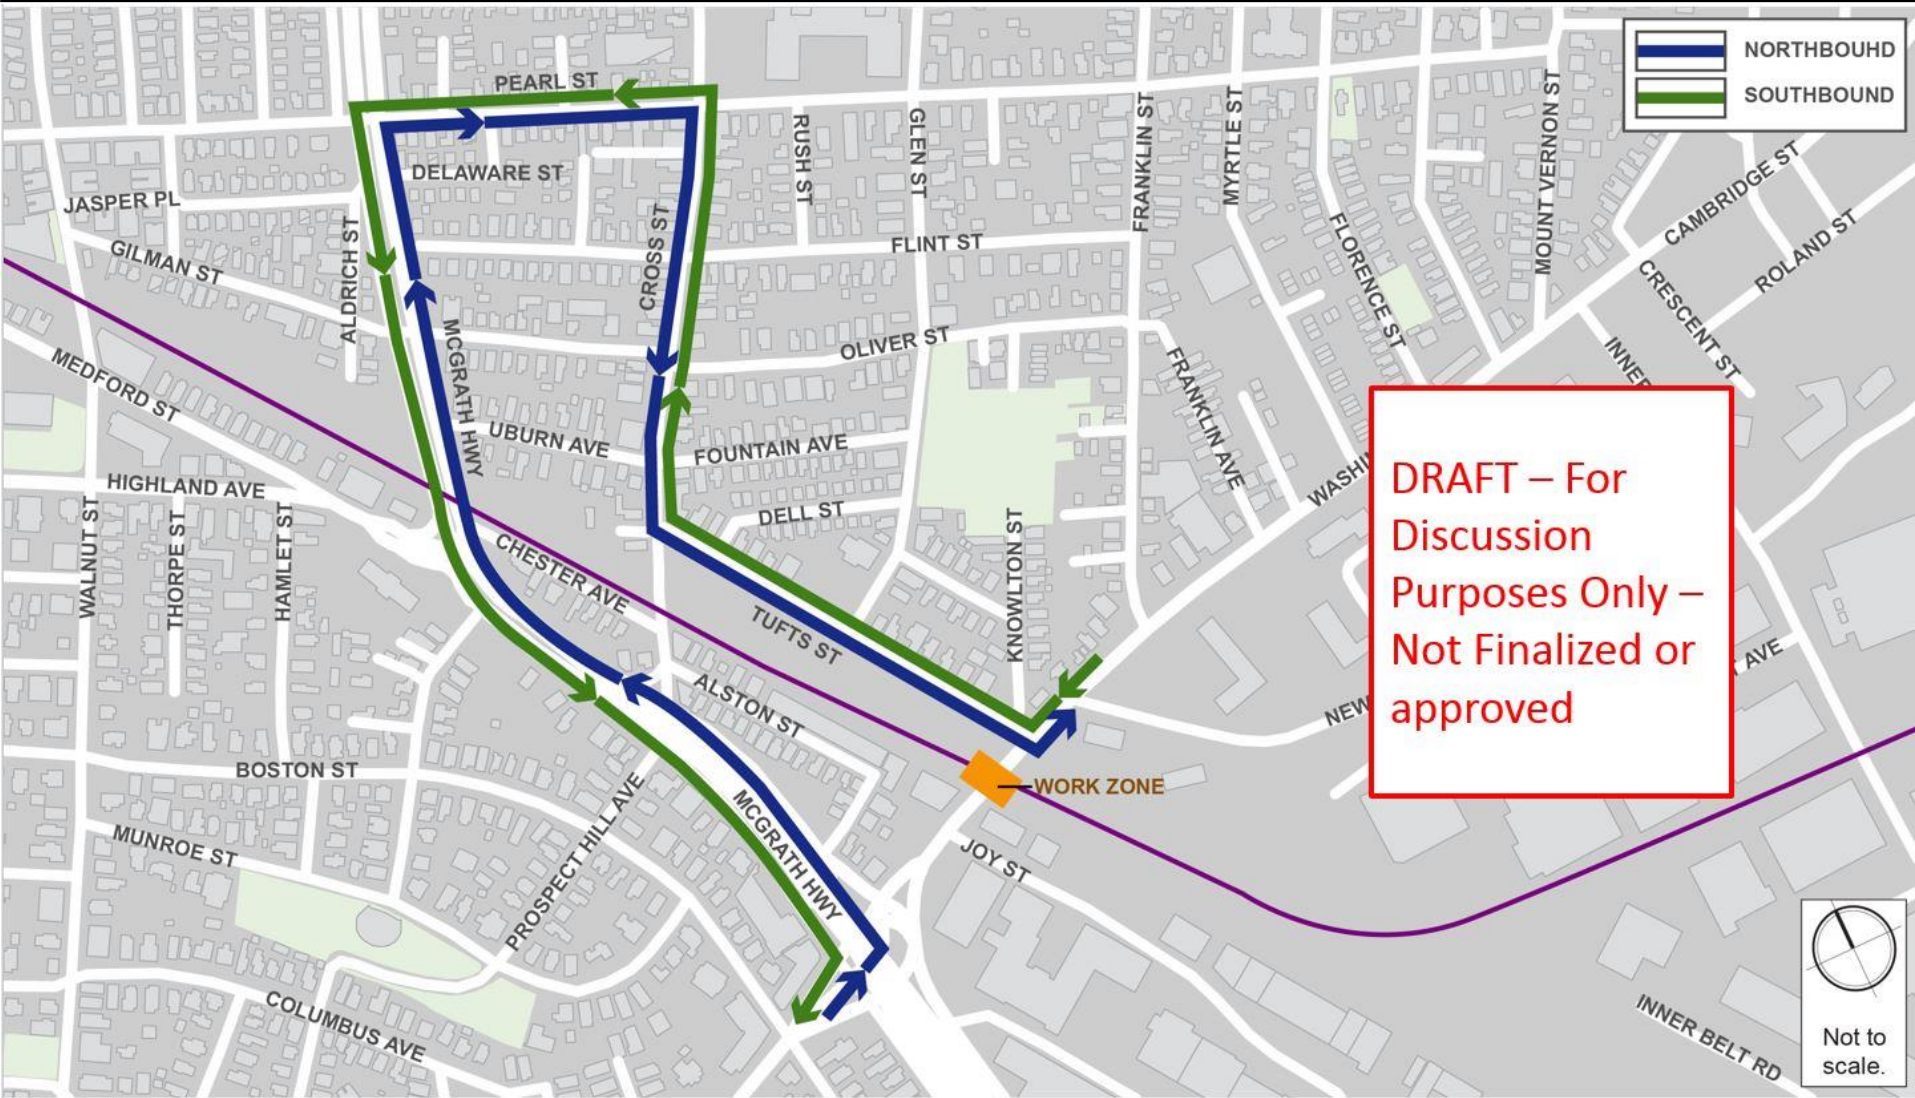 NORTHBOUHD
SOUTHBOUND
PEARL ST
DELAWARE ST
JASPER PL
GILMAN ST
ALDRICH ST
MCGRATH HWY
CROSS ST
RUSH ST
GLEN ST
FLINT ST
FRANKLIN ST
MYRTLE ST
FLORENCE ST
MOUNT VERNON ST
CAMBRIDGE ST
ROLAND ST
CRESCENT ST
INNER
OLIVER ST
FRANKLIN AVE
MEDFORD ST
UBURN AVE
FOUNTAIN AVE
HIGHLAND AVE
DELL ST
WASHIN
WALNUT ST
THORPE ST
HAMLET ST
CHESTER AVE
TUFTS ST
KNOWLTON ST
DRAFT – For
Discussion
Purposes Only –
Not Finalized or
approved
AVE
NEW
ALSTON ST
BOSTON ST
WORK ZONE
PROSPECT HILL AVE
MCGRATH HWY
MUNROE ST
JOY ST
COLUMBUS AVE
INNER BELT RD
Not to
scale.